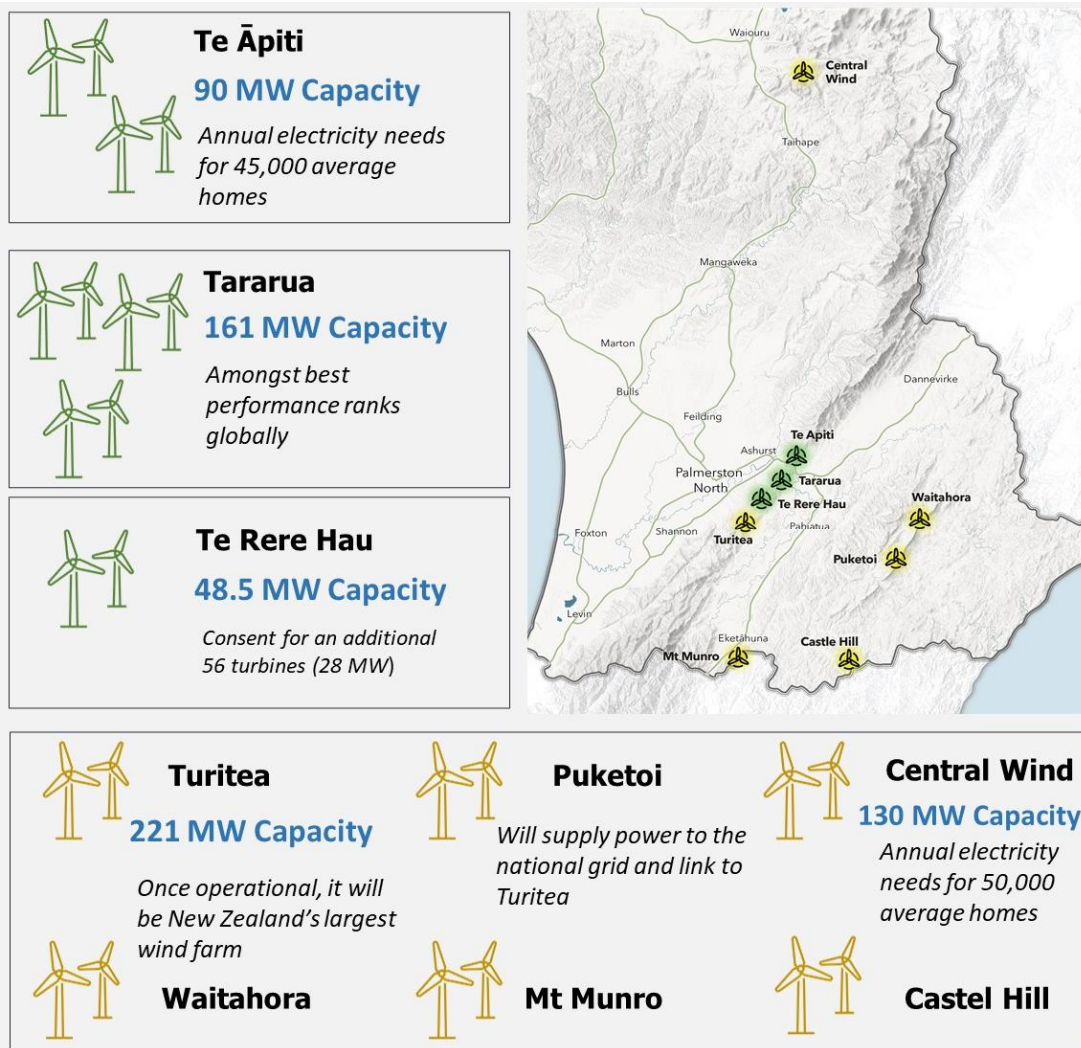 Te Āpiti
90 MW Capacity
Annual electricity needs
for 45,000 average
homes
Tararua
161 MW Capacity
Amongst best
performance ranks
globally
Te Rere Hau
48.5 MW Capacity
Consent for an additional
56 turbines (28 MW)
Waiouru
Central
Wind
Taihape
Mangaweka
Marton
Bulls
Dannevirke
Feilding
Te Apiti
Ashurst
Palmerston
North
Tararua
Te Rere Hau
Waitahora
Foxton
Shannon
Turitea
Pahiatua
Puketoi
Levin
Eketāhuna
Mt Munro
Castle Hill
Turitea
221 MW Capacity
Once operational, it will
be New Zealand's largest
wind farm
Puketoi
Will supply power to the
national grid and link to
Turitea
Central Wind
130 MW Capacity
Annual electricity
needs for 50,000
average homes
Waitahora
Mt Munro
Castel Hill